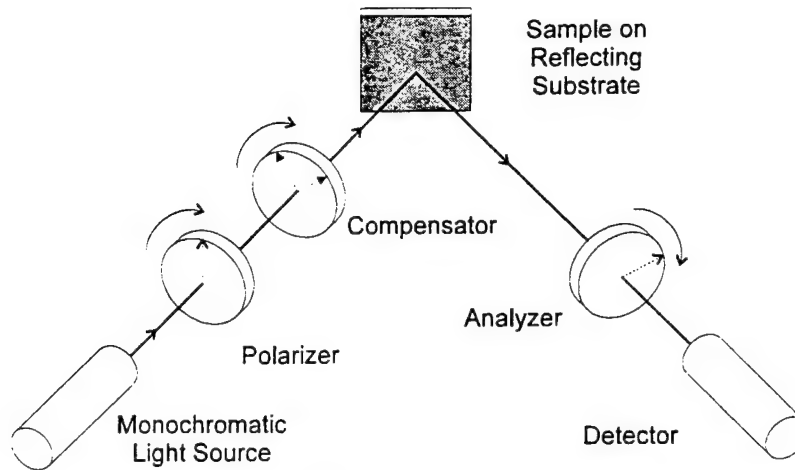 Sample on
Reflecting
Substrate
Compensator
Analyzer
Polarizer
Monochromatic
Light Source
Detector